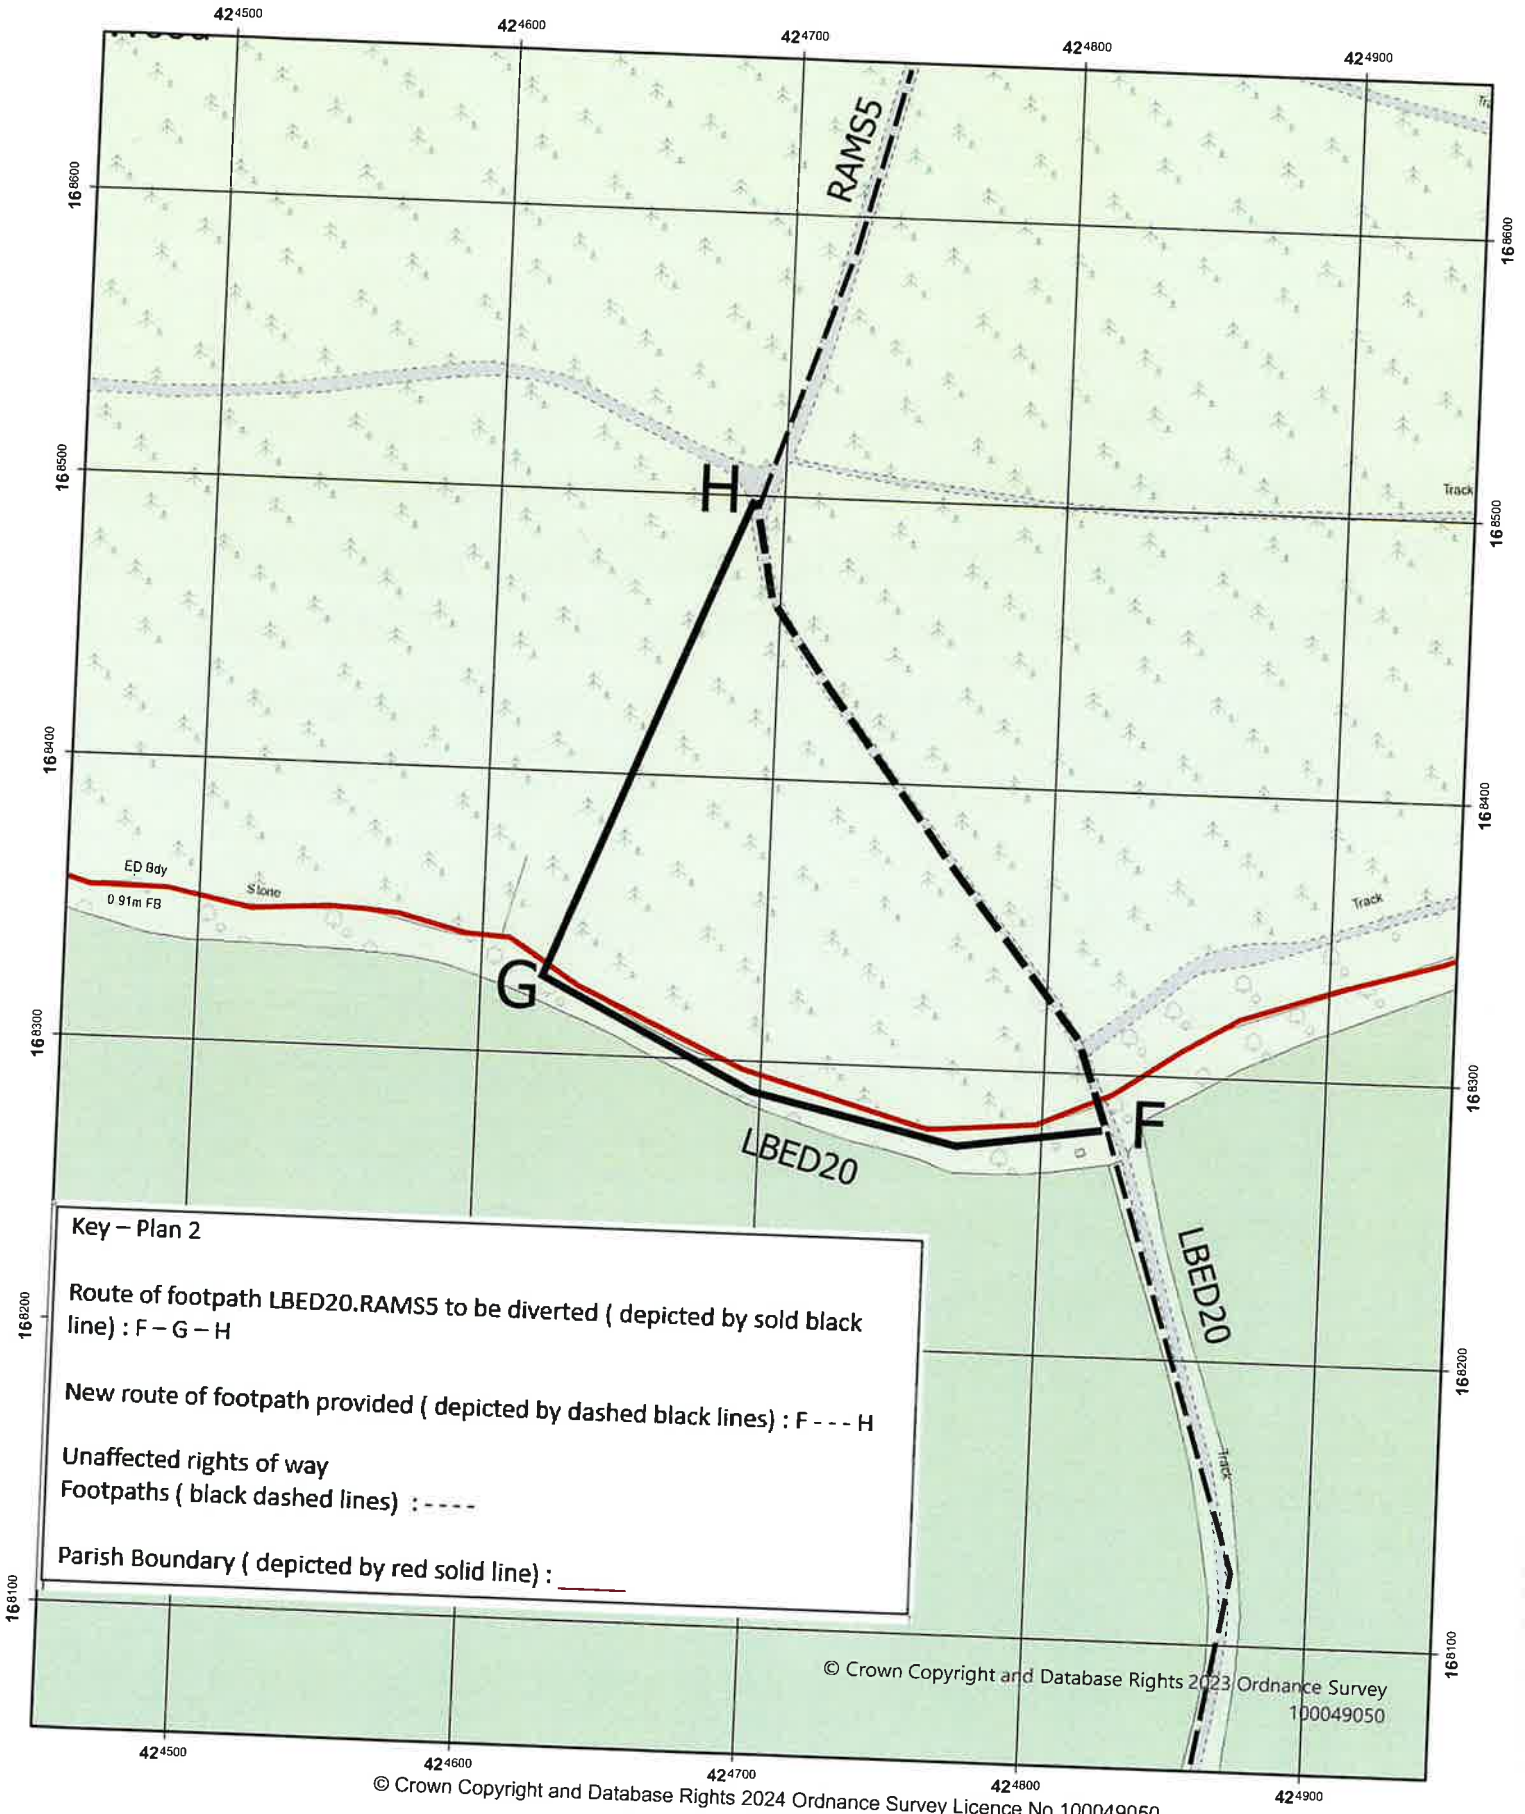 424500
424600
424700
424800
424900
RAMS5
168600
168600
168500
H
Track
168500
168400
168400
ED Bdy
0 91m FB
Stone
Track
G
168300
168300
F
LBED20
LBED20
Key – Plan 2
Route of footpath LBED20.RAMS5 to be diverted ( depicted by sold black
line) : F – G – H
New route of footpath provided ( depicted by dashed black lines) : F - - - H
Unaffected rights of way
Footpaths ( black dashed lines) : - - - -
Parish Boundary ( depicted by red solid line) : _____
168200
168200
Track
168100
168100
© Crown Copyright and Database Rights 2023 Ordnance Survey
100049050
424500
424600
424700
424800
424900
© Crown Copyright and Database Rights 2024 Ordnance Survey Licence No 100049050